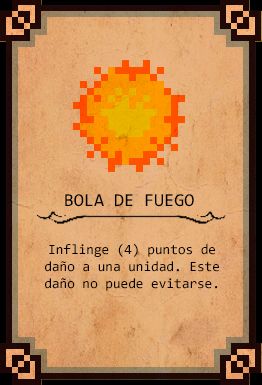 BOLA DE FUEGO
Inflinge (4) puntos de
daño a una unidad. Este
daño no puede evitarse.